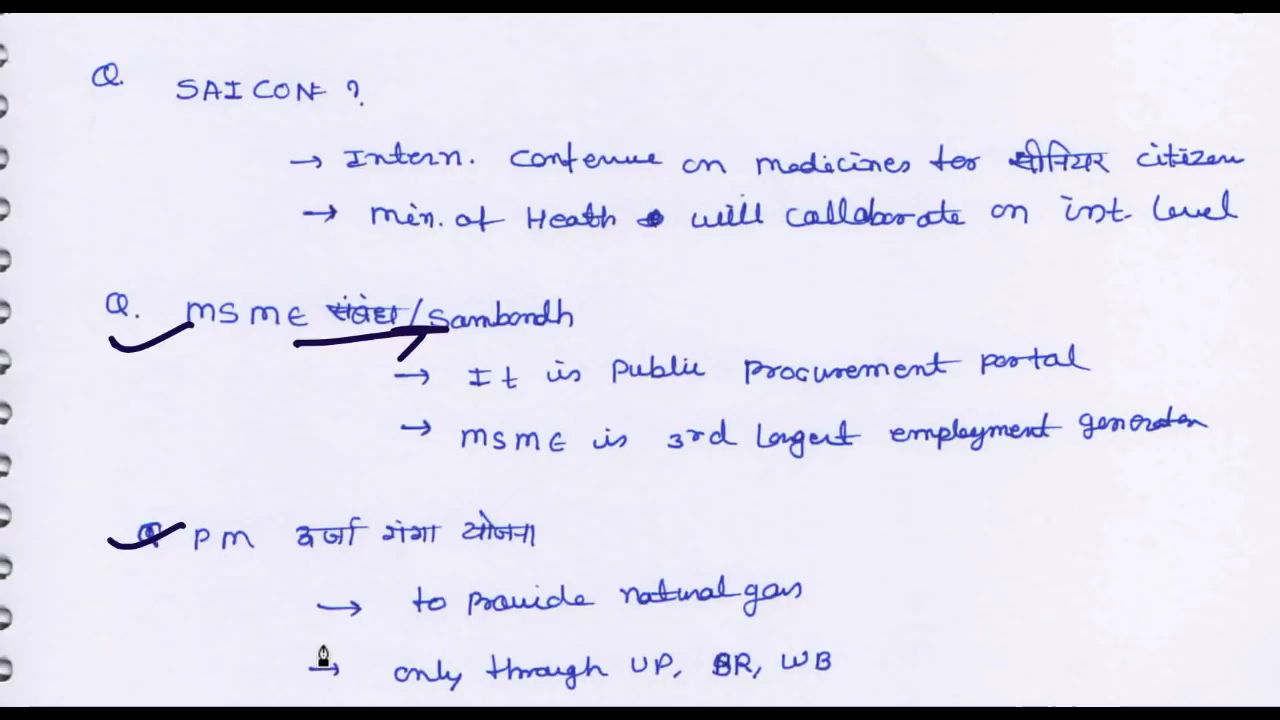 Q. SAICON ?
→ Intern. Conference on medicines for सीनियर citizen
→ Min. of Heath will collaborate on int. level
Q. MSME संबंध / Sambandh
→ It is Public Procurement portal
→ MSME is 3rd largest employment generator
Q PM ऊर्जा गंगा योजना
→ to provide natural gas
→ only through UP, BR, WB